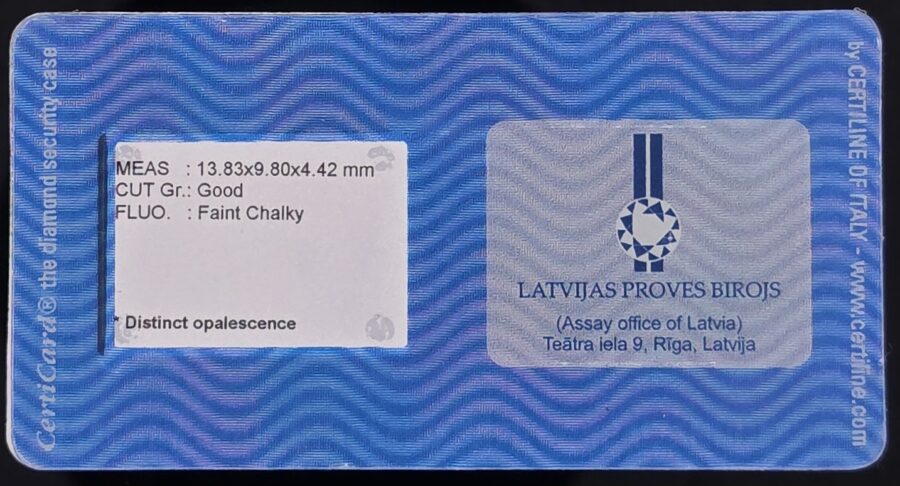 CertiCard® the diamond security case
MEAS : 13.83x9.80x4.42 mm
CUT Gr.: Good
FLUO. : Faint Chalky
* Distinct opalescence
LATVIJAS PROVES BIROJS
(Assay office of Latvia)
Teātra iela 9, Rīga, Latvija
by CERTILINE OF ITALY - www.certiline.com